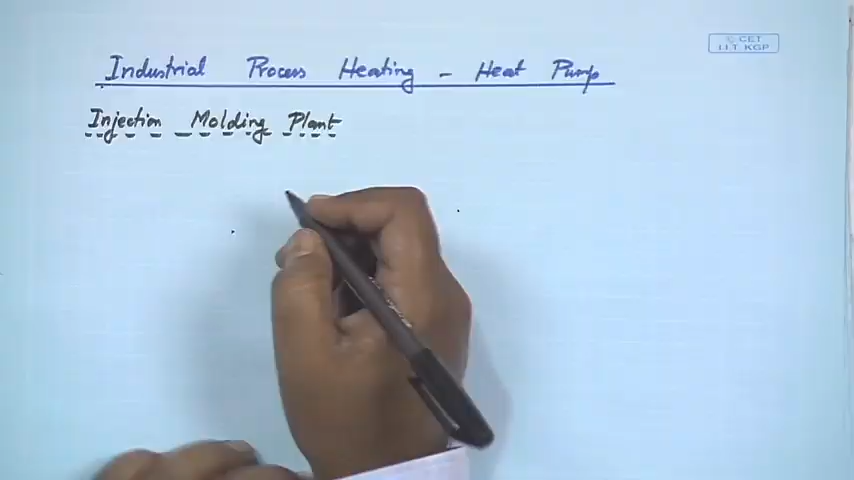 © CET
I.I.T. KGP
Industrial Process Heating - Heat Pump
Injection Molding Plant